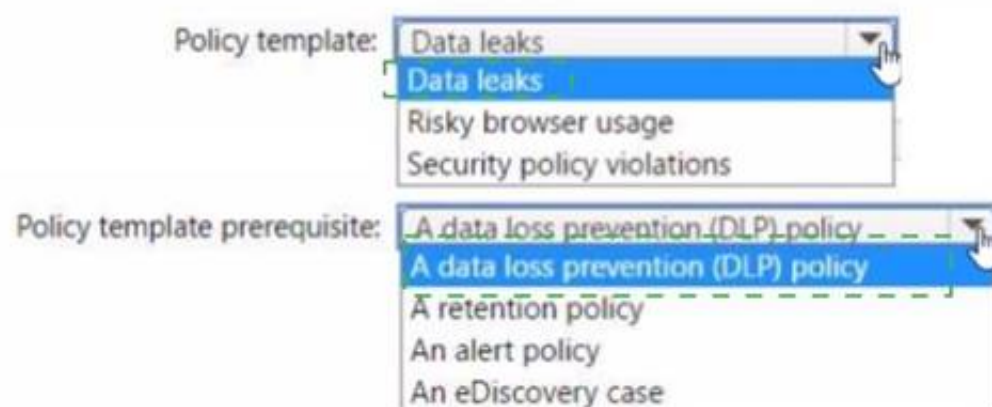 Policy template: Data leaks
Data leaks
Risky browser usage
Security policy violations
Policy template prerequisite: A data loss prevention (DLP) policy
A data loss prevention (DLP) policy
A retention policy
An alert policy
An eDiscovery case